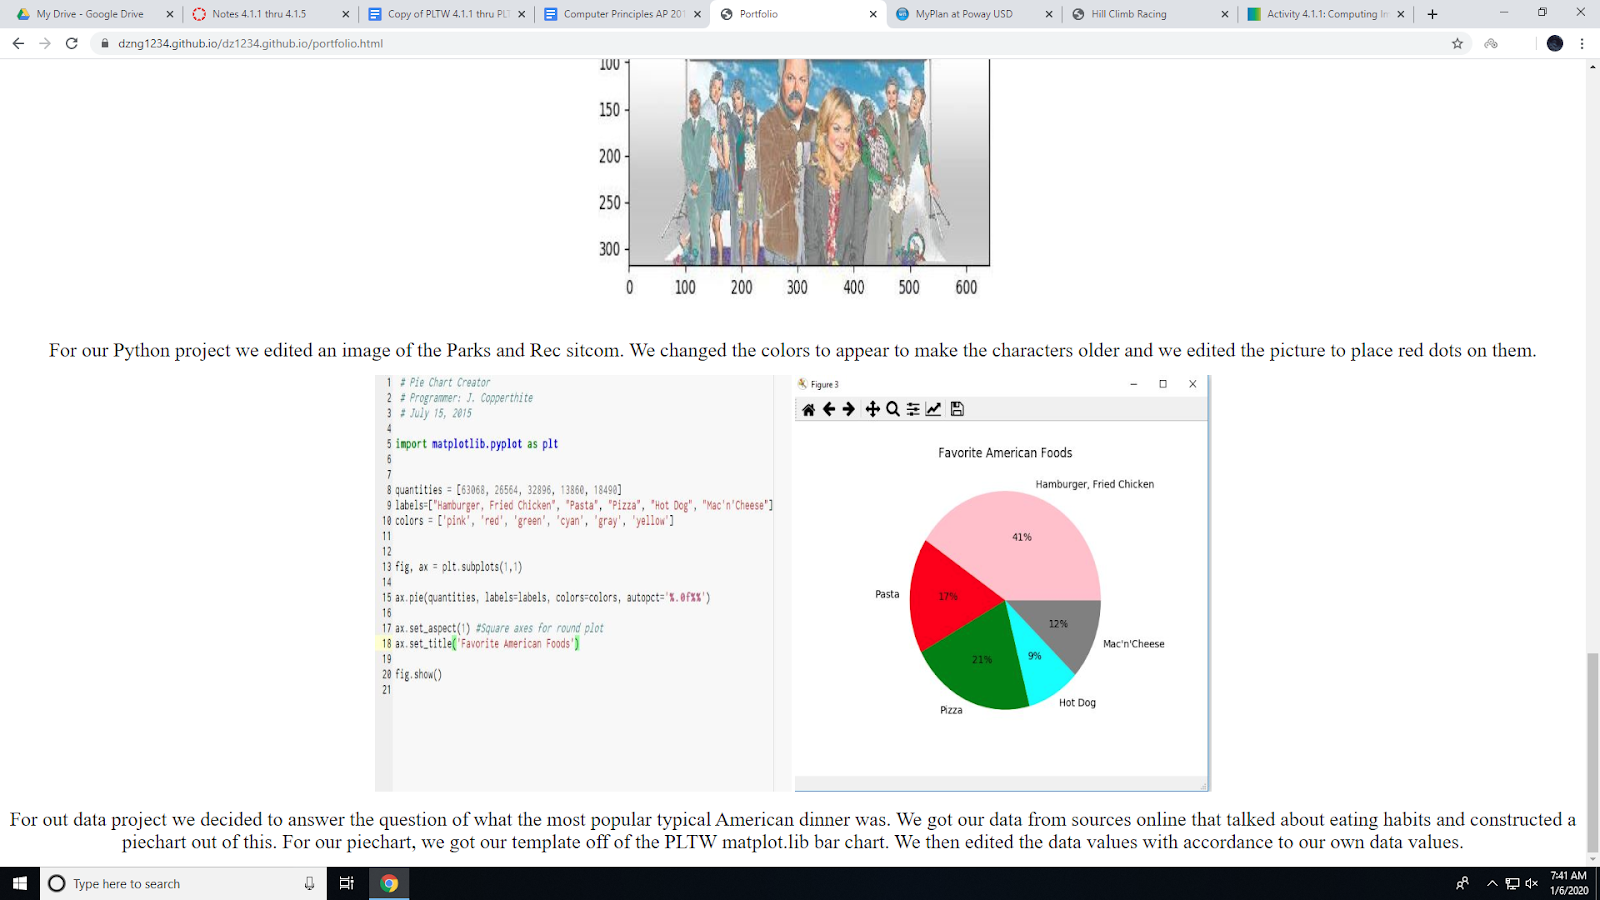 My Drive - Google Drive
Notes 4.1.1 thru 4.1.5
Copy of PLTW 4.1.1 thru PL
Computer Principles AP 201
Portfolio
MyPlan at Poway USD
Hill Climb Racing
Activity 4.1.1: Computing In
dzng1234.github.io/dz1234.github.io/portfolio.html
100
150
200
250
300
0 100 200 300 400 500 600
For our Python project we edited an image of the Parks and Rec sitcom. We changed the colors to appear to make the characters older and we edited the picture to place red dots on them.
1 # Pie Chart Creator
2 # Programmer: J. Copperthite
3 # July 15, 2015
4
5 import matplotlib.pyplot as plt
6
7
8 quantities = [63068, 26564, 32896, 13860, 18490]
9 labels=["Hamburger, Fried Chicken", "Pasta", "Pizza", "Hot Dog", "Mac'n'Cheese"]
10 colors = ['pink', 'red', 'green', 'cyan', 'gray', 'yellow']
11
12
13 fig, ax = plt.subplots(1,1)
14
15 ax.pie(quantities, labels=labels, colors=colors, autopct='%.0f%%')
16
17 ax.set_aspect(1) #Square axes for round plot
18 ax.set_title('Favorite American Foods')
19
20 fig.show()
21
Figure 3
Favorite American Foods
Hamburger, Fried Chicken
41%
Pasta
17%
12%
Mac'n'Cheese
21%
9%
Hot Dog
Pizza
For out data project we decided to answer the question of what the most popular typical American dinner was. We got our data from sources online that talked about eating habits and constructed a
piechart out of this. For our piechart, we got our template off of the PLTW matplot.lib bar chart. We then edited the data values with accordance to our own data values.
Type here to search
7:41 AM
1/6/2020